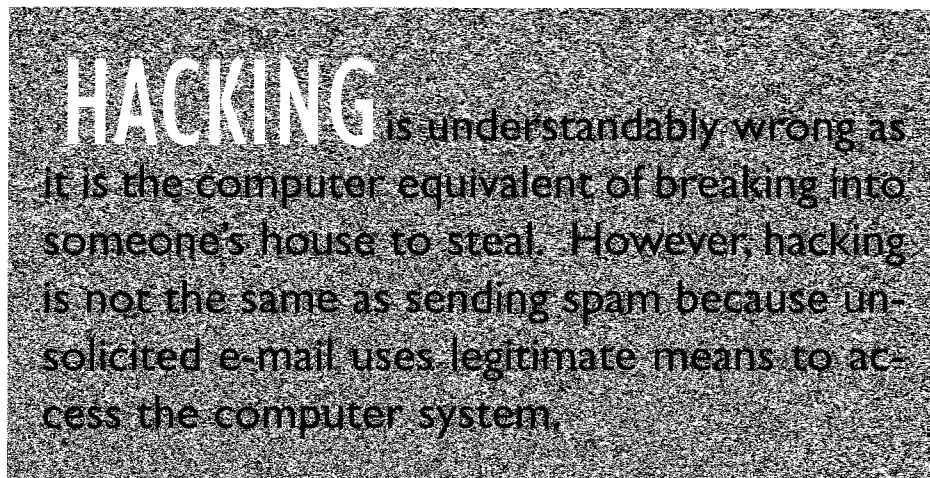 HACKING is understandably wrong as
it is the computer equivalent of breaking into
someone's house to steal. However, hacking
is not the same as sending spam because un-
solicited e-mail uses legitimate means to ac-
cess the computer system.